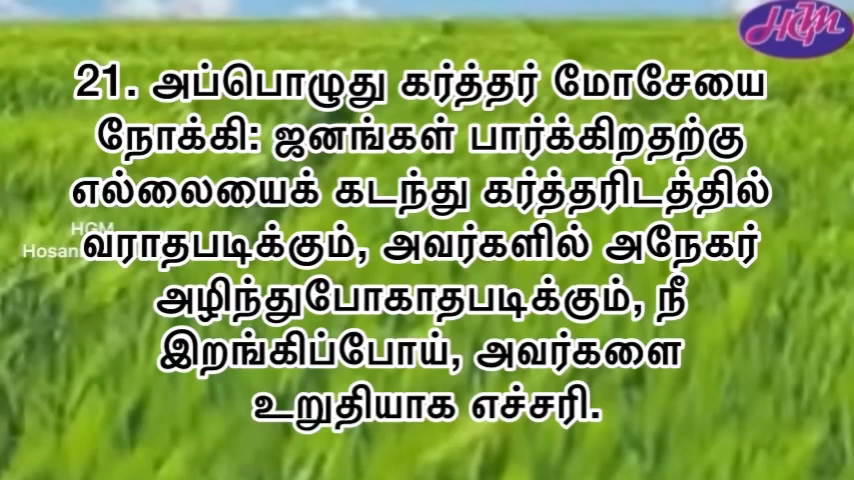 HGM
21. அப்பொழுது கர்த்தர் மோசேயை
நோக்கி: ஜனங்கள் பார்க்கிறதற்கு
எல்லையைக் கடந்து கர்த்தரிடத்தில்
HGM
வராதபடிக்கும், அவர்களில் அநேகர்
அழிந்துபோகாதபடிக்கும், நீ
இறங்கிப்போய், அவர்களை
உறுதியாக எச்சரி.